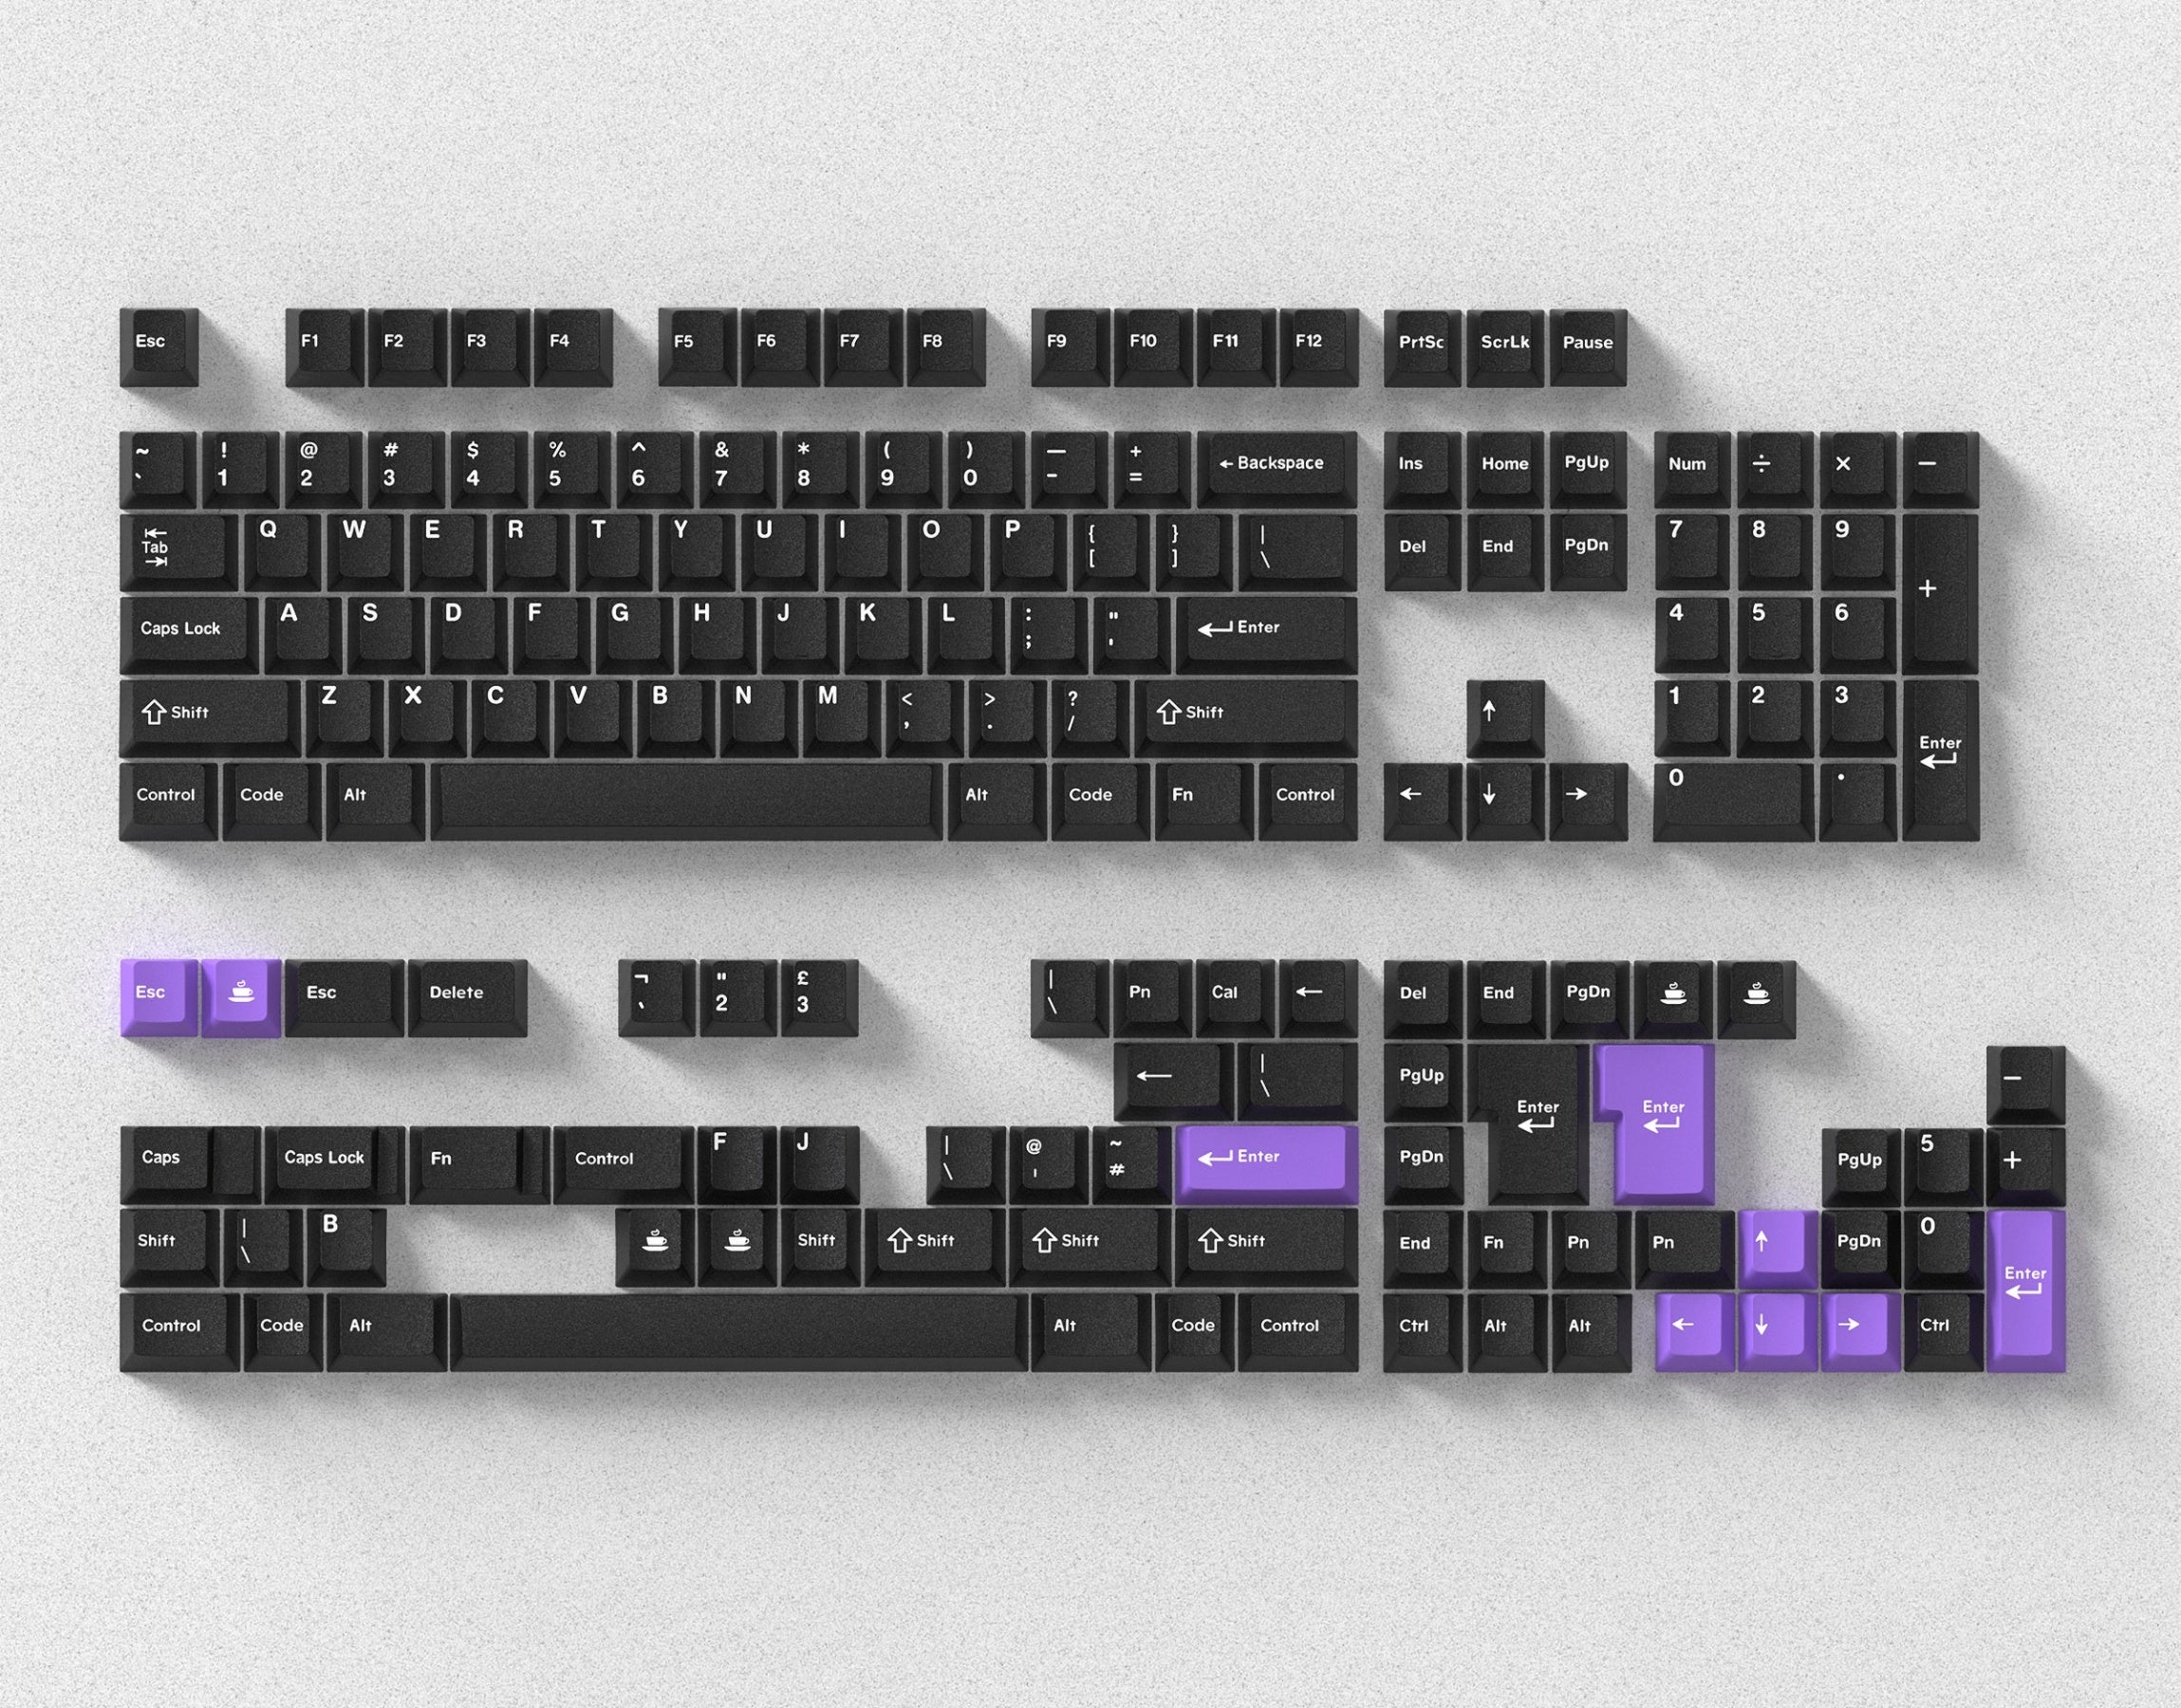 Esc F1 F2 F3 F4 F5 F6 F7 F8 F9 F10 F11 F12 PrtSc ScrLk Pause
~ ! @ # $ % ^ & * ( ) — +
` 1 2 3 4 5 6 7 8 9 0 - = ← Backspace Ins Home PgUp Num ÷ × −
Tab Q W E R T Y U I O P { } |
[ ] \ Del End PgDn 7 8 9 +
Caps Lock A S D F G H J K L : "
; ' Enter 4 5 6
Shift Z X C V B N M < > ?
, . / Shift ↑ 1 2 3 Enter
Control Code Alt Alt Code Fn Control ← ↓ → 0 .
Esc Esc Delete ¬ " £ |
` 2 3 \ Pn Cal ← Del End PgDn
← | \ PgUp Enter Enter −
Caps Caps Lock Fn Control F J | @ ~
\ ' # Enter PgDn PgUp 5 +
Shift | \ B Shift Shift Shift Shift End Fn Pn Pn ↑ PgDn 0 Enter
Control Code Alt Alt Code Control Ctrl Alt Alt ← ↓ → Ctrl